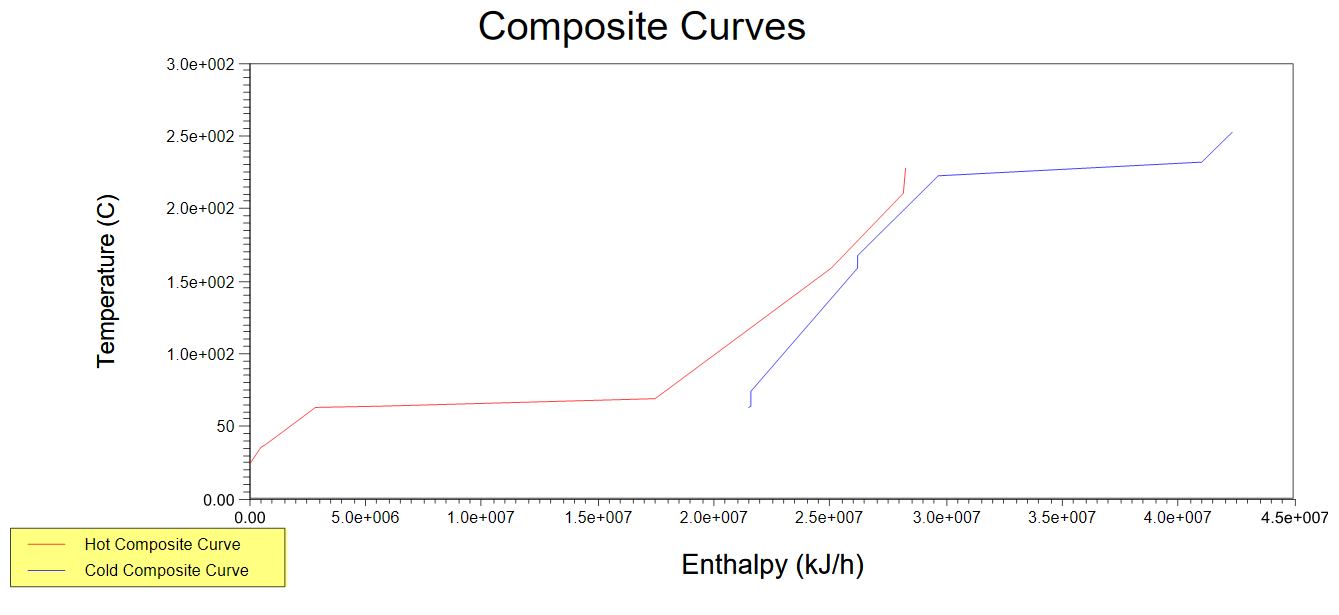 Composite Curves
3.0e+002
2.5e+002
2.0e+002
1.5e+002
1.0e+002
50
0.00
Temperature (C)
0.00 5.0e+006 1.0e+007 1.5e+007 2.0e+007 2.5e+007 3.0e+007 3.5e+007 4.0e+007 4.5e+007
Enthalpy (kJ/h)
Hot Composite Curve
Cold Composite Curve